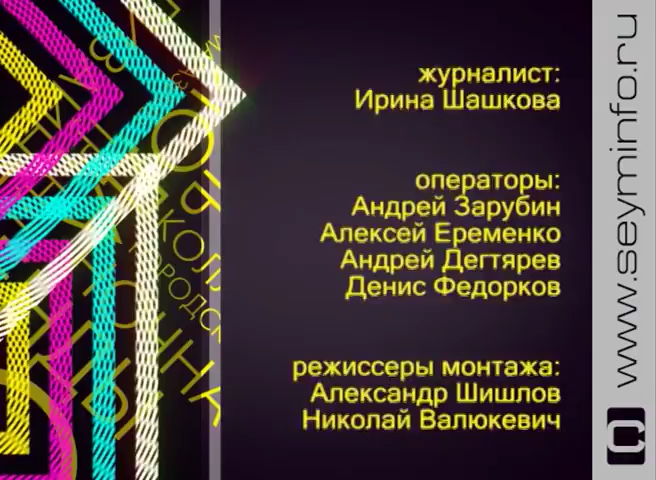 журналист:
Ирина Шашкова
операторы:
Андрей Зарубин
Алексей Еременко
Андрей Дегтярев
Денис Федорков
режиссеры монтажа:
Александр Шишлов
Николай Валюкевич
www.seyminfo.ru